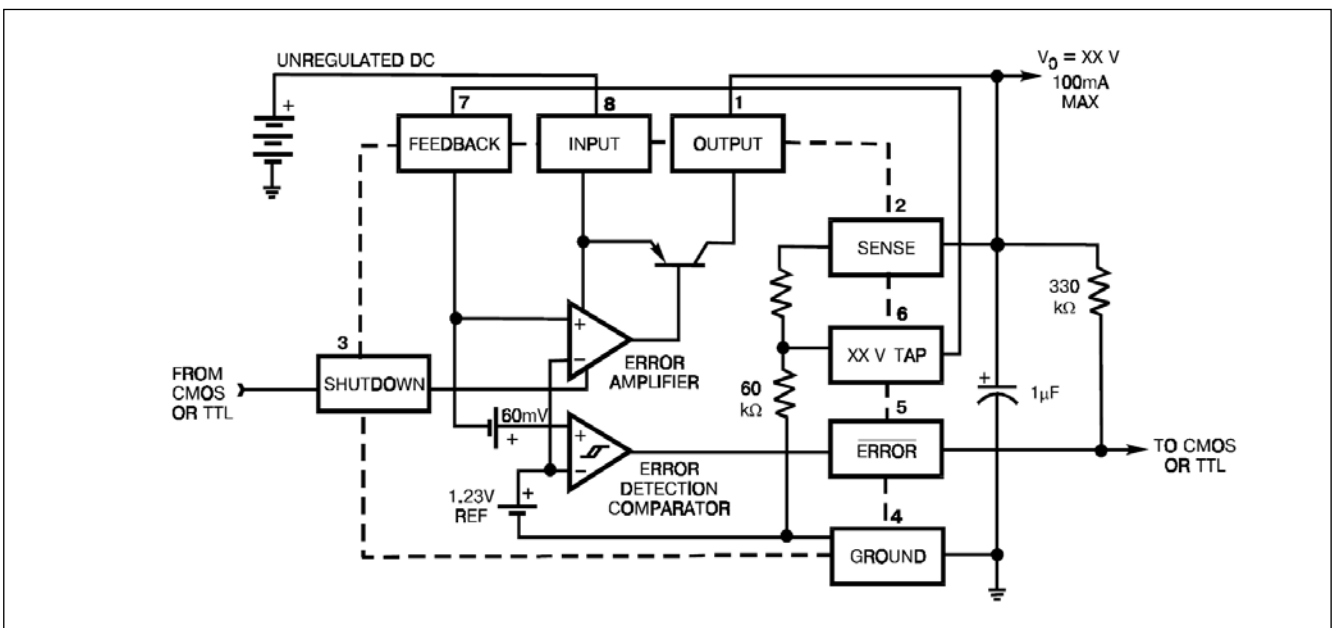 UNREGULATED DC
V0 = XX V
100mA
MAX
+
7
8
1
FEEDBACK
INPUT
OUTPUT
2
SENSE
330
kΩ
6
XX V TAP
+
−
ERROR
AMPLIFIER
3
SHUTDOWN
FROM
CMOS
OR TTL
60
kΩ
+
1µF
5
60mV
+
+
−
ERROR
TO CMOS
OR TTL
ERROR
DETECTION
COMPARATOR
1.23V
REF
+
4
GROUND